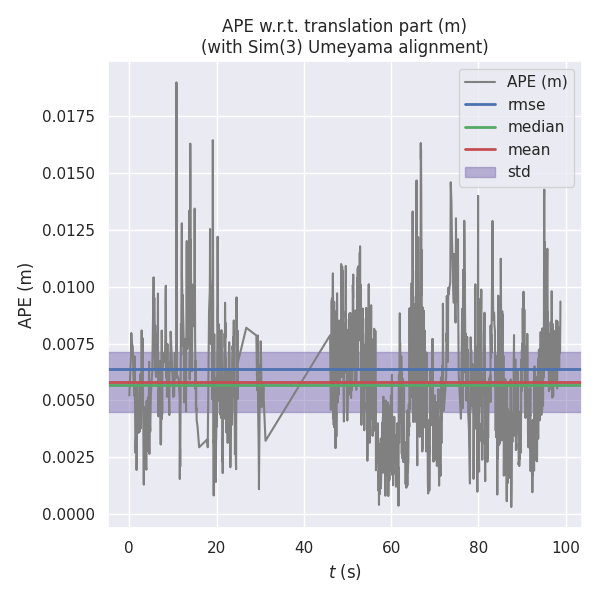 APE w.r.t. translation part (m)
(with Sim(3) Umeyama alignment)
APE (m)
rmse
median
mean
std
APE (m)
0.0175
0.0150
0.0125
0.0100
0.0075
0.0050
0.0025
0.0000
0
20
40
60
80
100
t (s)